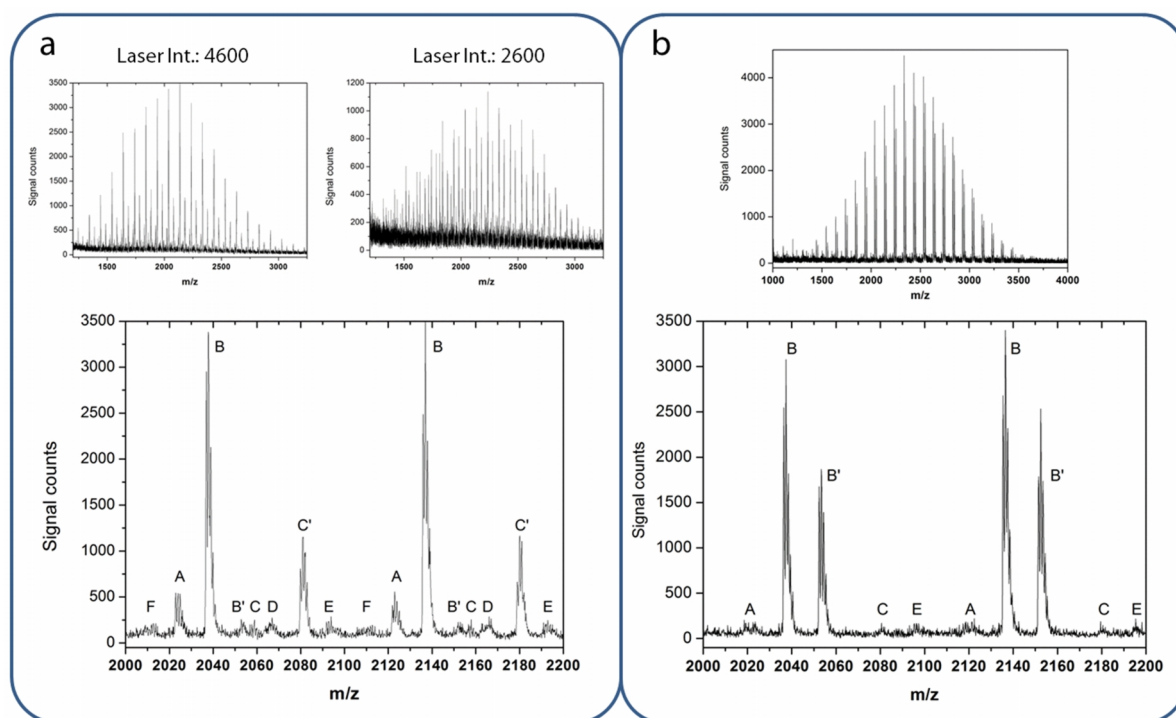 a
Laser Int.: 4600
Laser Int.: 2600
Signal counts
3500
3000
2500
2000
1500
1000
500
0
1500
2000
2500
3000
m/z
Signal counts
1200
1000
800
600
400
200
0
1500
2000
2500
3000
m/z
Signal counts
3500
3000
2500
2000
1500
1000
500
0
F
A
B
B'
C
D
C'
E
F
A
B
B'
C
D
C'
E
2000
2020
2040
2060
2080
2100
2120
2140
2160
2180
2200
m/z
b
Signal counts
4000
3000
2000
1000
0
1000
1500
2000
2500
3000
3500
4000
m/z
Signal counts
3500
3000
2500
2000
1500
1000
500
0
A
B
B'
C
E
A
B
B'
C
E
2000
2020
2040
2060
2080
2100
2120
2140
2160
2180
2200
m/z